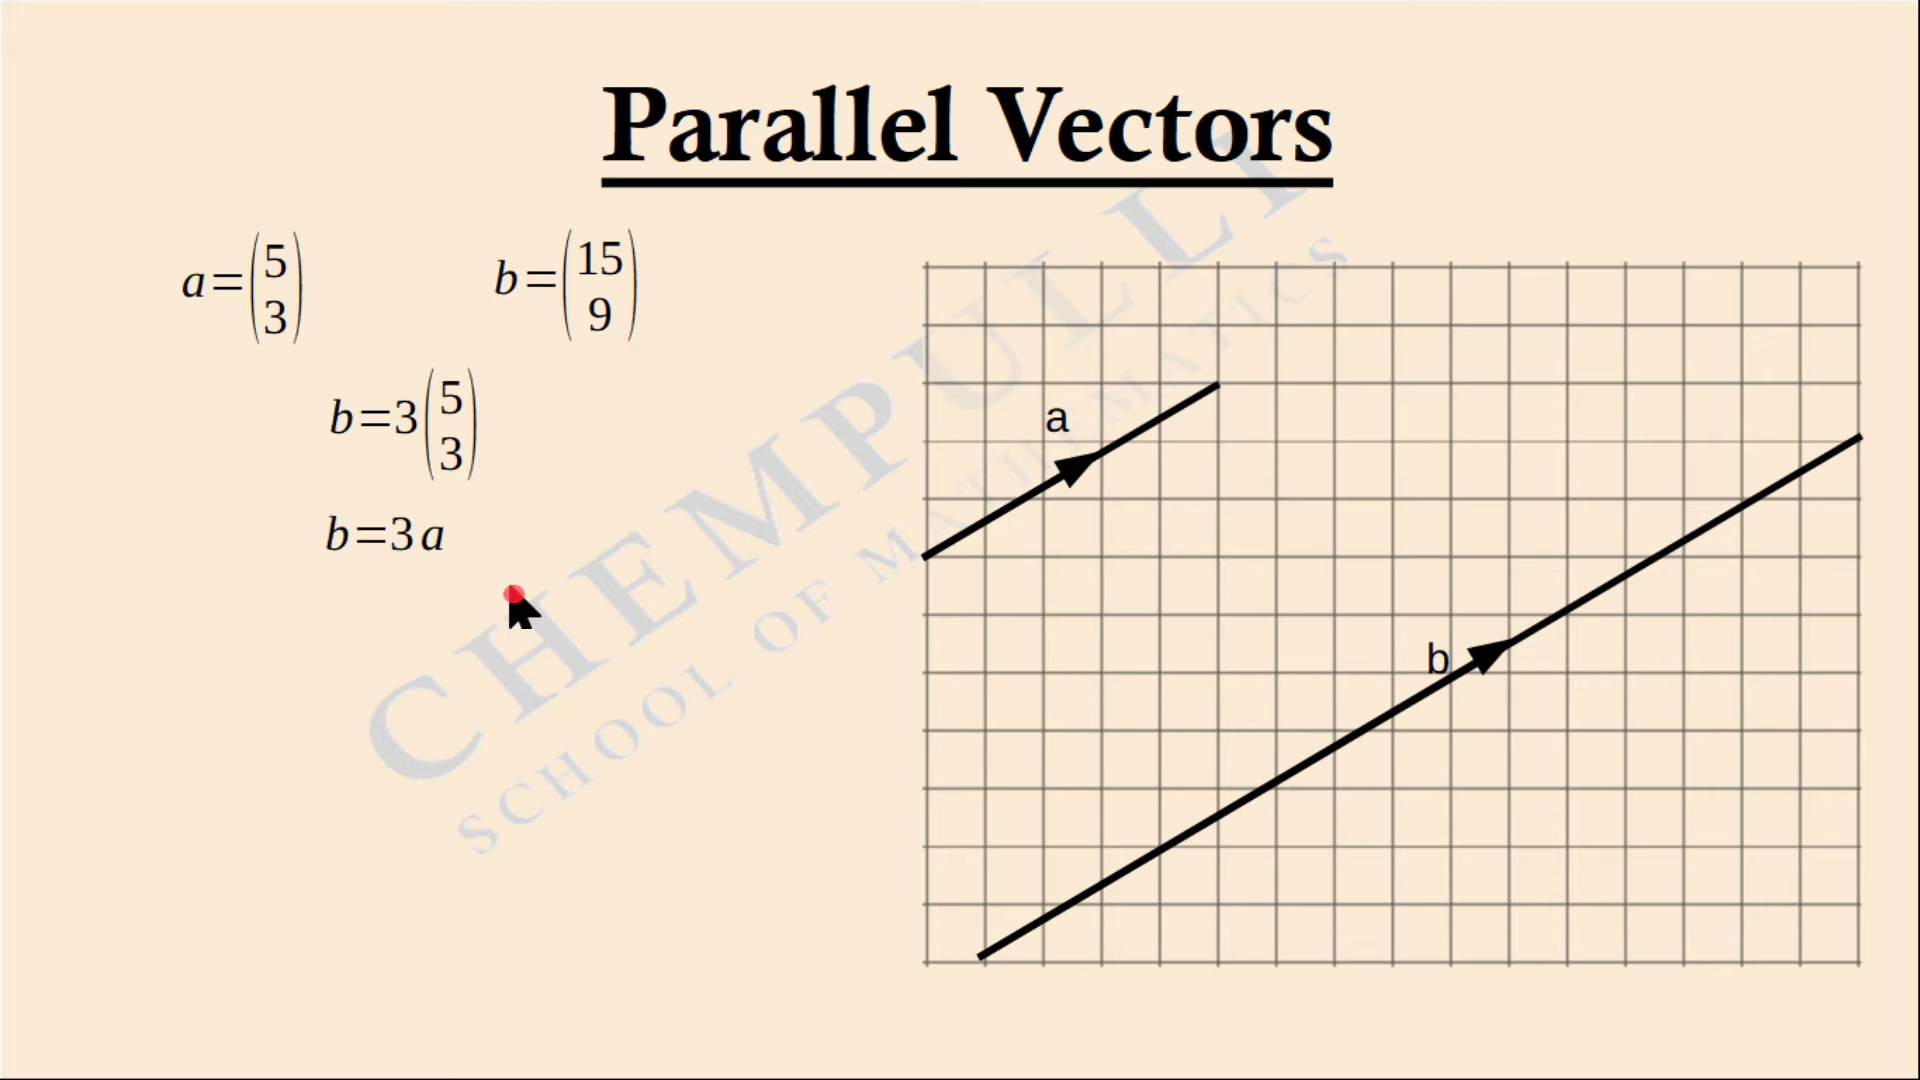 Parallel Vectors
a=(5 3) b=(15 9)
b=3(5 3)
b=3a
a
b
CHEMPULLI
SCHOOL OF MATHEMATICS